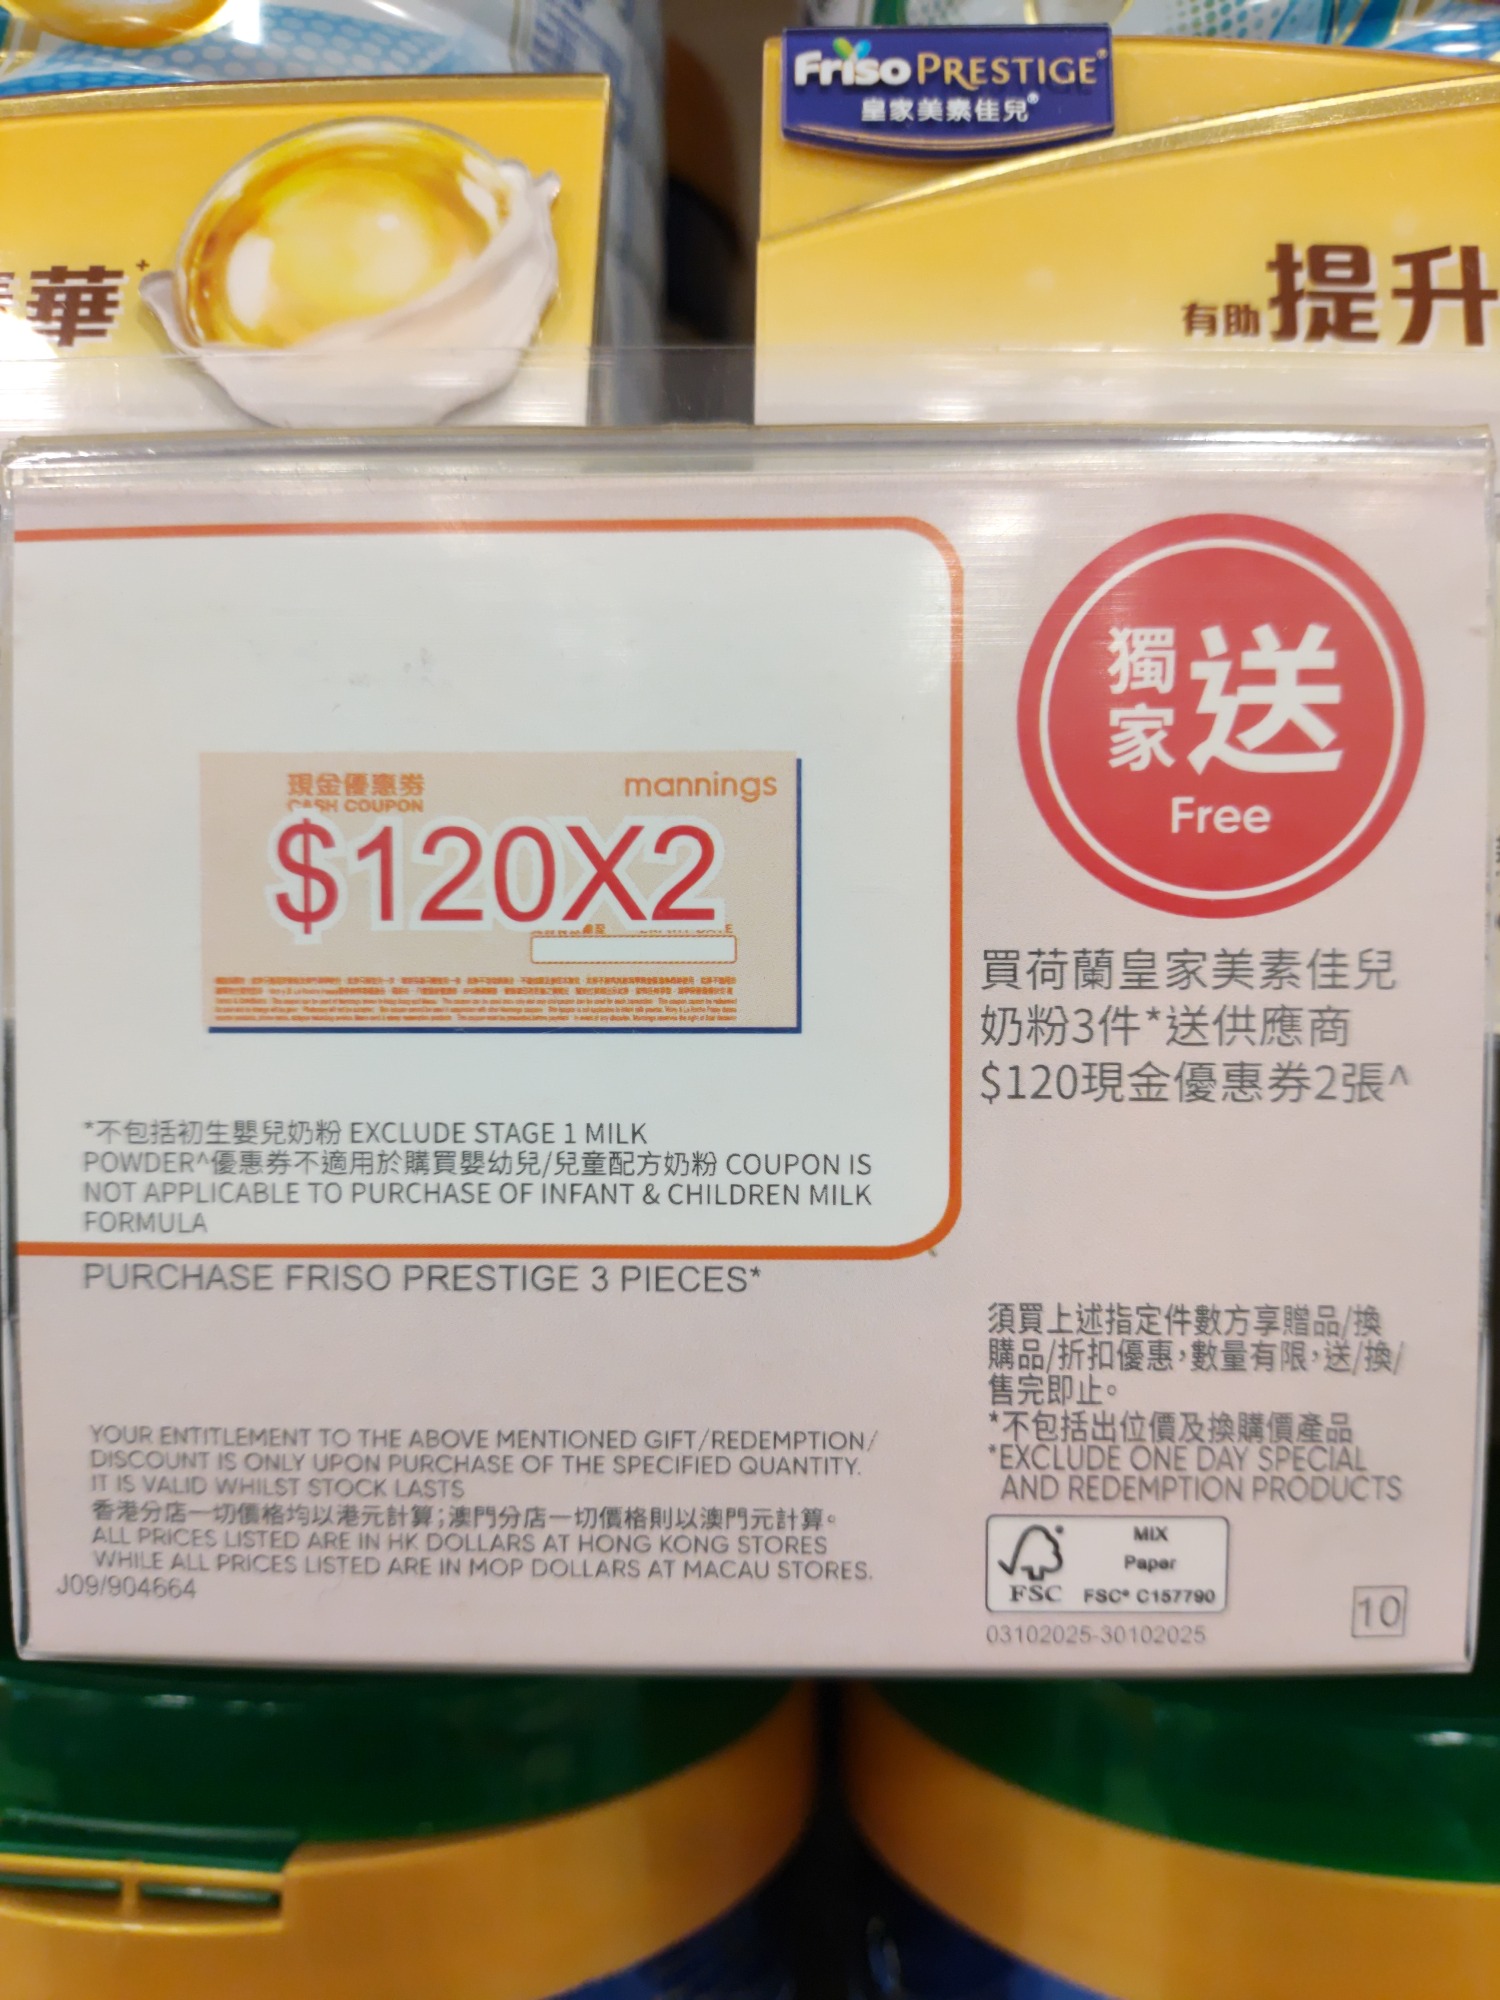 Friso PRESTIGE®
皇家美素佳兒®
華+
有助提升
獨家送
Free
現金優惠券
CASH COUPON
mannings
$120X2
買荷蘭皇家美素佳兒
奶粉3件*送供應商
$120現金優惠券2張^
*不包括初生嬰兒奶粉 EXCLUDE STAGE 1 MILK
POWDER^優惠券不適用於購買嬰幼兒/兒童配方奶粉 COUPON IS
NOT APPLICABLE TO PURCHASE OF INFANT & CHILDREN MILK
FORMULA
PURCHASE FRISO PRESTIGE 3 PIECES*
須買上述指定件數方享贈品/換
購品/折扣優惠，數量有限，送/換/
售完即止。
*不包括出位價及換購價產品
*EXCLUDE ONE DAY SPECIAL
AND REDEMPTION PRODUCTS
YOUR ENTITLEMENT TO THE ABOVE MENTIONED GIFT/REDEMPTION/
DISCOUNT IS ONLY UPON PURCHASE OF THE SPECIFIED QUANTITY.
IT IS VALID WHILST STOCK LASTS
香港分店一切價格均以港元計算；澳門分店一切價格則以澳門元計算。
ALL PRICES LISTED ARE IN HK DOLLARS AT HONG KONG STORES
WHILE ALL PRICES LISTED ARE IN MOP DOLLARS AT MACAU STORES.
J09/904664
FSC
MIX
Paper
FSC® C157790
03102025-30102025
10